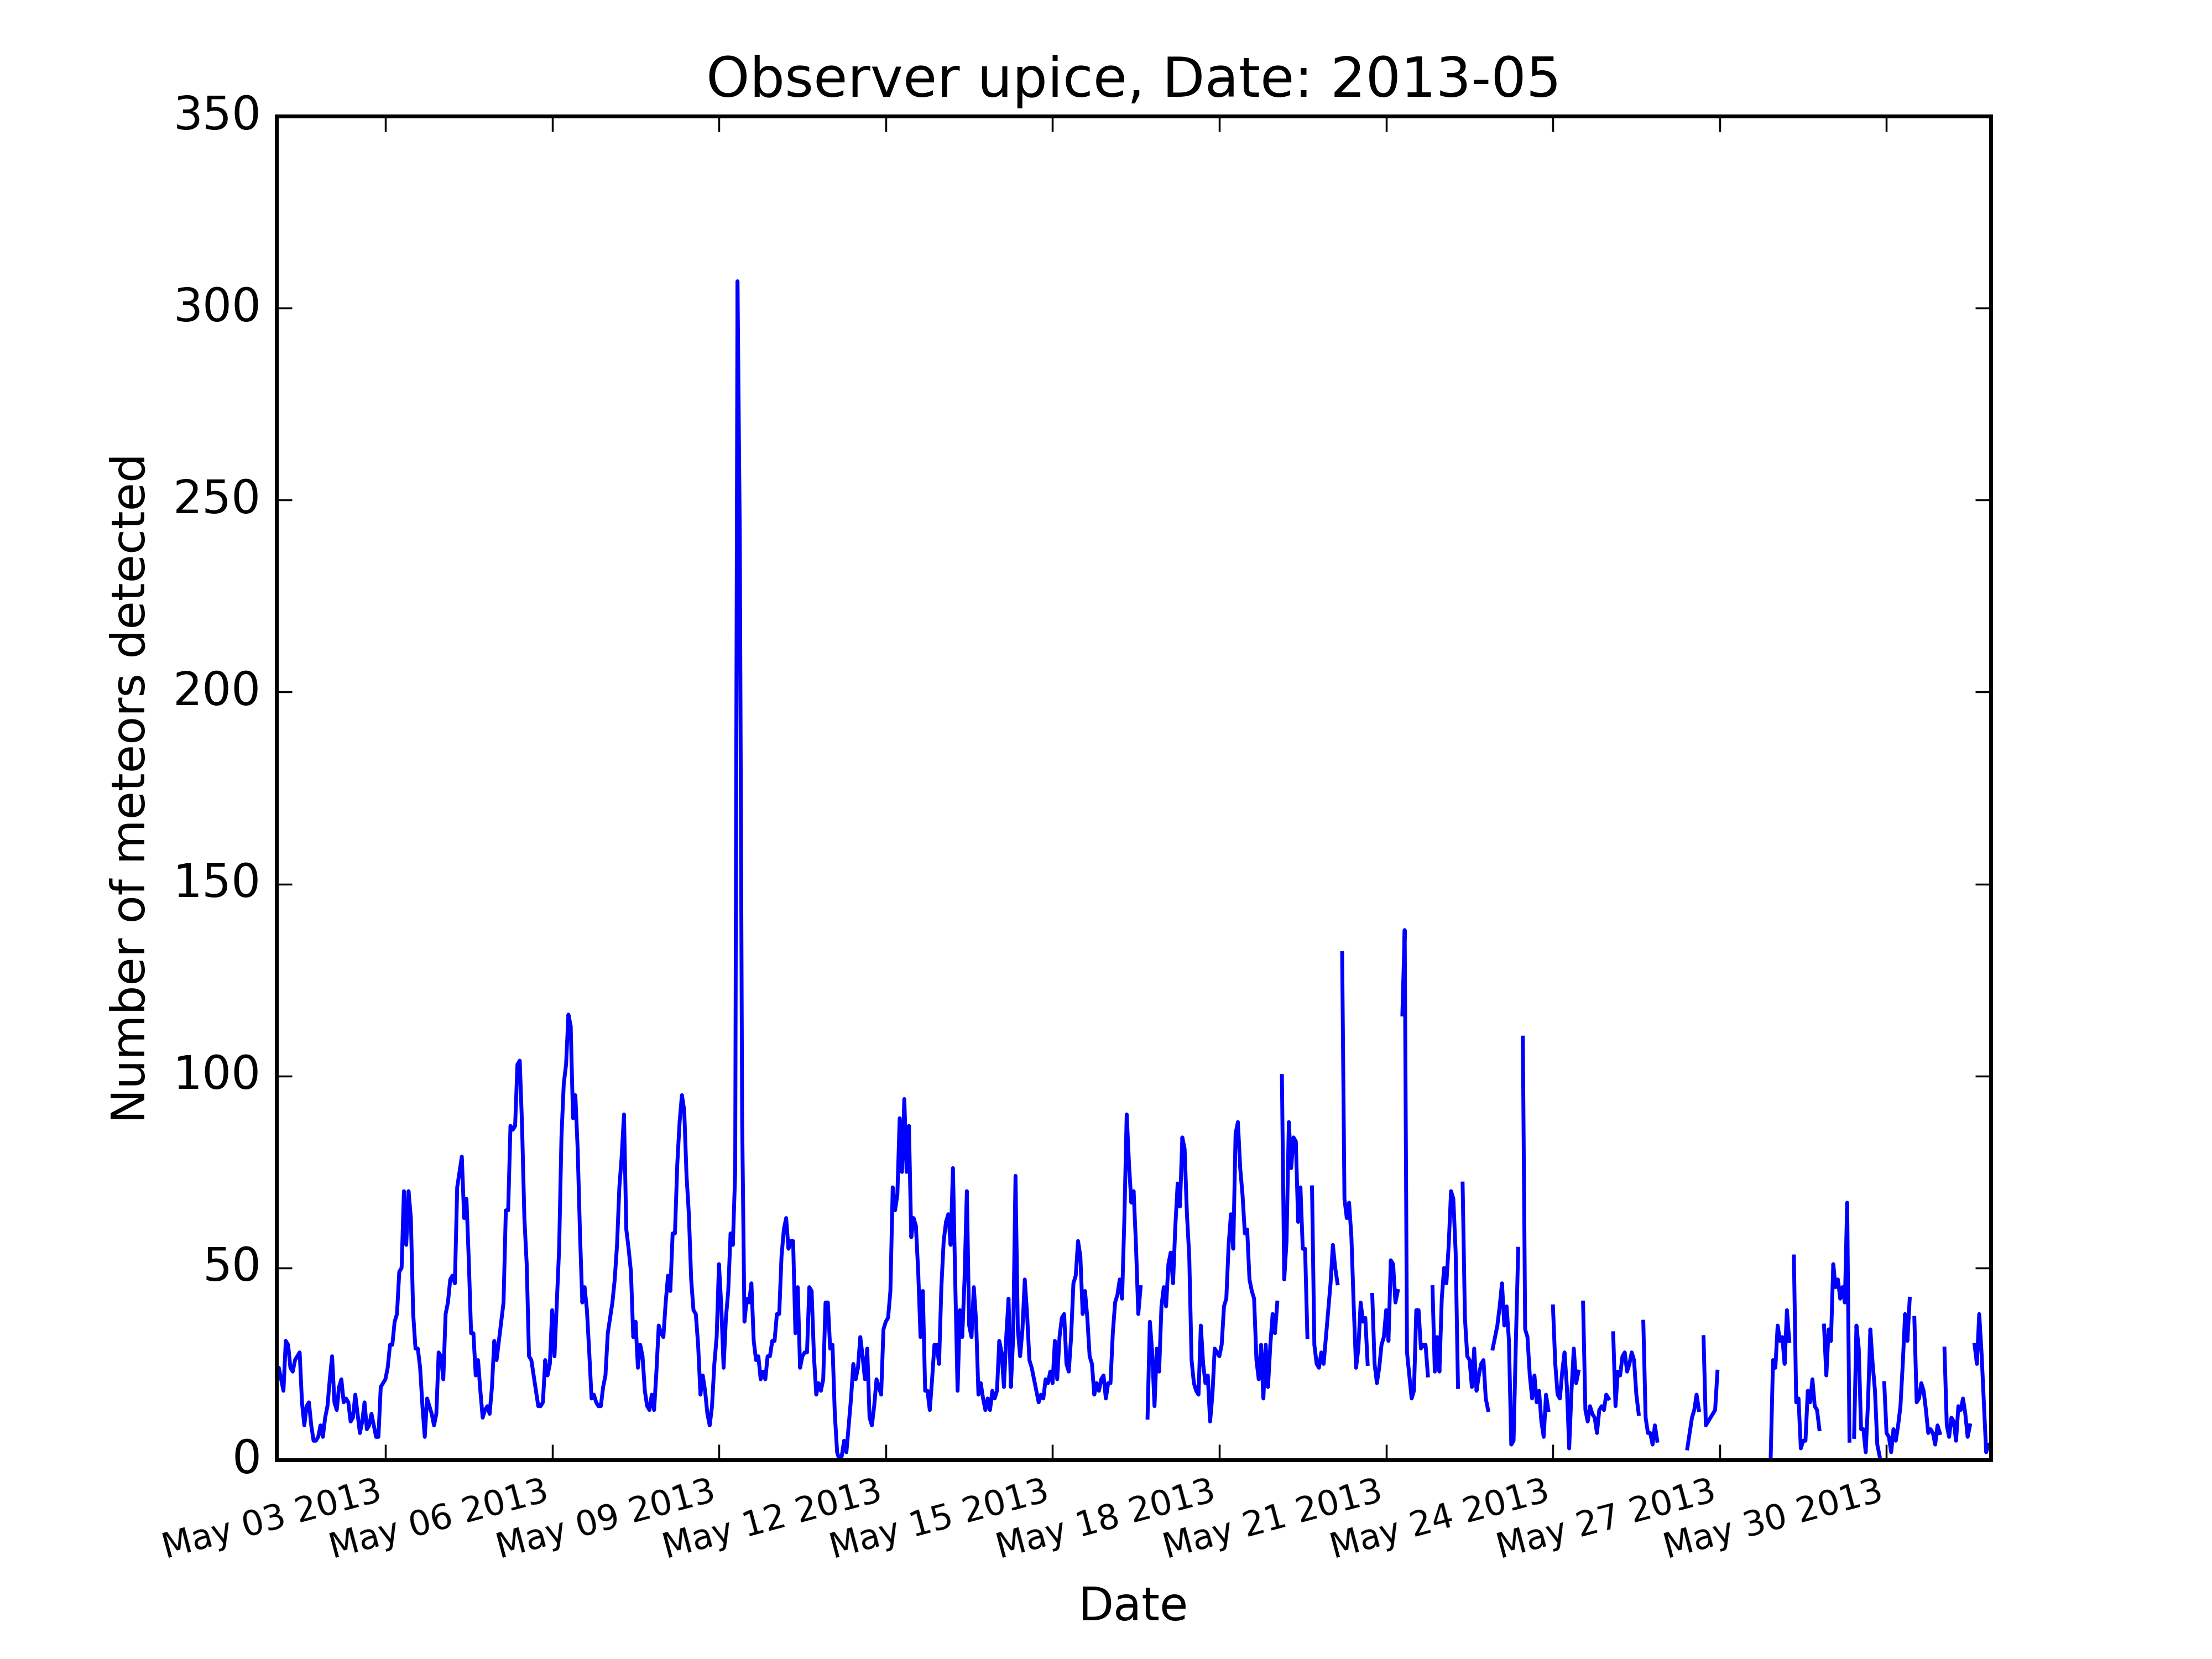 Observer upice, Date: 2013-05
Number of meteors detected
350
300
250
200
150
100
50
0
May 03 2013
May 06 2013
May 09 2013
May 12 2013
May 15 2013
May 18 2013
May 21 2013
May 24 2013
May 27 2013
May 30 2013
Date